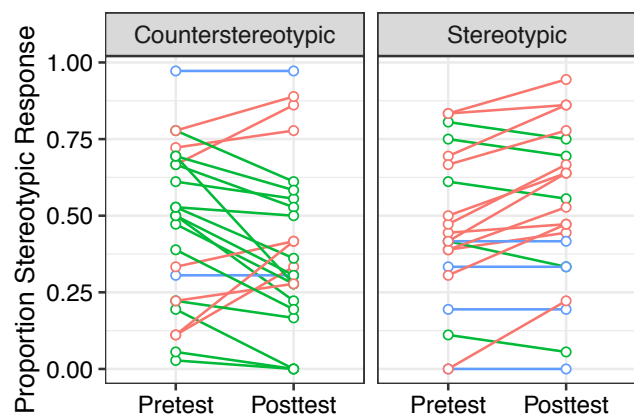 Counterstereotypic
Stereotypic
Proportion Stereotypic Response
1.00
0.75
0.50
0.25
0.00
Pretest
Posttest
Pretest
Posttest